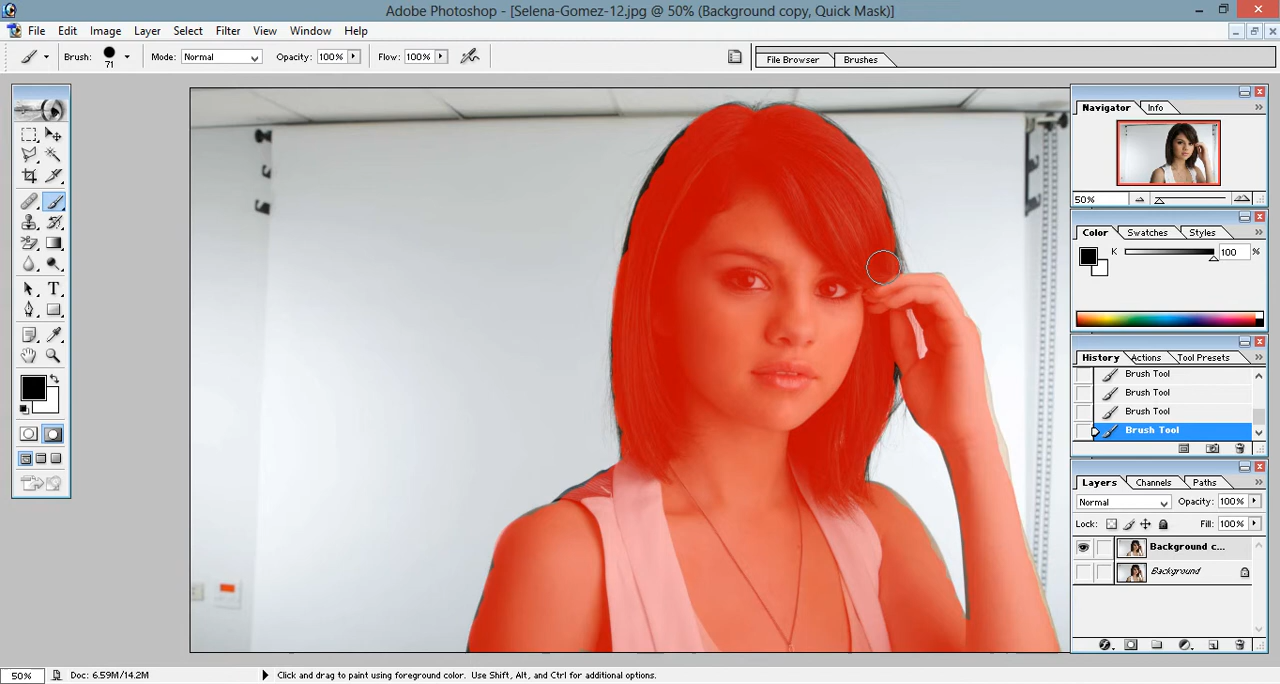 Adobe Photoshop - [Selena-Gomez-12.jpg @ 50% (Background copy, Quick Mask)]
File Edit Image Layer Select Filter View Window Help
Brush: 71 Mode: Normal Opacity: 100% Flow: 100% File Browser Brushes
Navigator Info
50%
Color Swatches Styles
K 100 %
History Actions Tool Presets
Brush Tool
Brush Tool
Brush Tool
Brush Tool
Layers Channels Paths
Normal Opacity: 100%
Lock: Fill: 100%
Background c...
Background
50% Doc: 6.59M/14.2M Click and drag to paint using foreground color. Use Shift, Alt, and Ctrl for additional options.